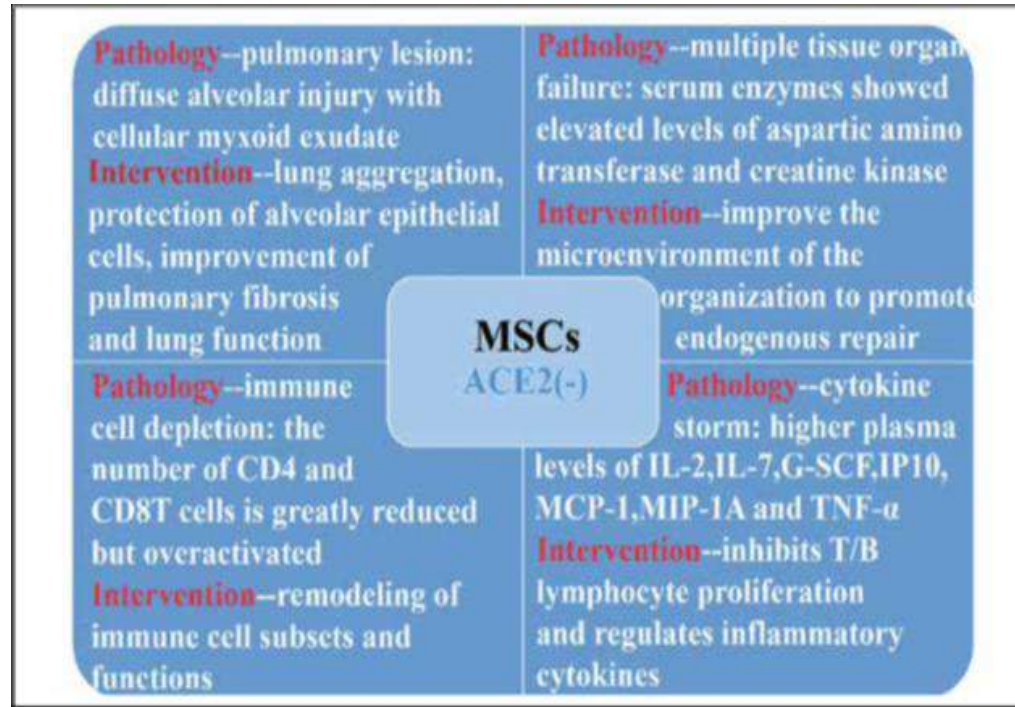 Pathology--pulmonary lesion:
diffuse alveolar injury with
cellular myxoid exudate
Intervention--lung aggregation,
protection of alveolar epithelial
cells, improvement of
pulmonary fibrosis
and lung function
Pathology--multiple tissue organ
failure: serum enzymes showed
elevated levels of aspartic amino
transferase and creatine kinase
Intervention--improve the
microenvironment of the
organization to promote
endogenous repair
MSCs
ACE2(-)
Pathology--immune
cell depletion: the
number of CD4 and
CD8T cells is greatly reduced
but overactivated
Intervention--remodeling of
immune cell subsets and
functions
Pathology--cytokine
storm: higher plasma
levels of IL-2,IL-7,G-SCF,IP10,
MCP-1,MIP-1A and TNF-α
Intervention--inhibits T/B
lymphocyte proliferation
and regulates inflammatory
cytokines